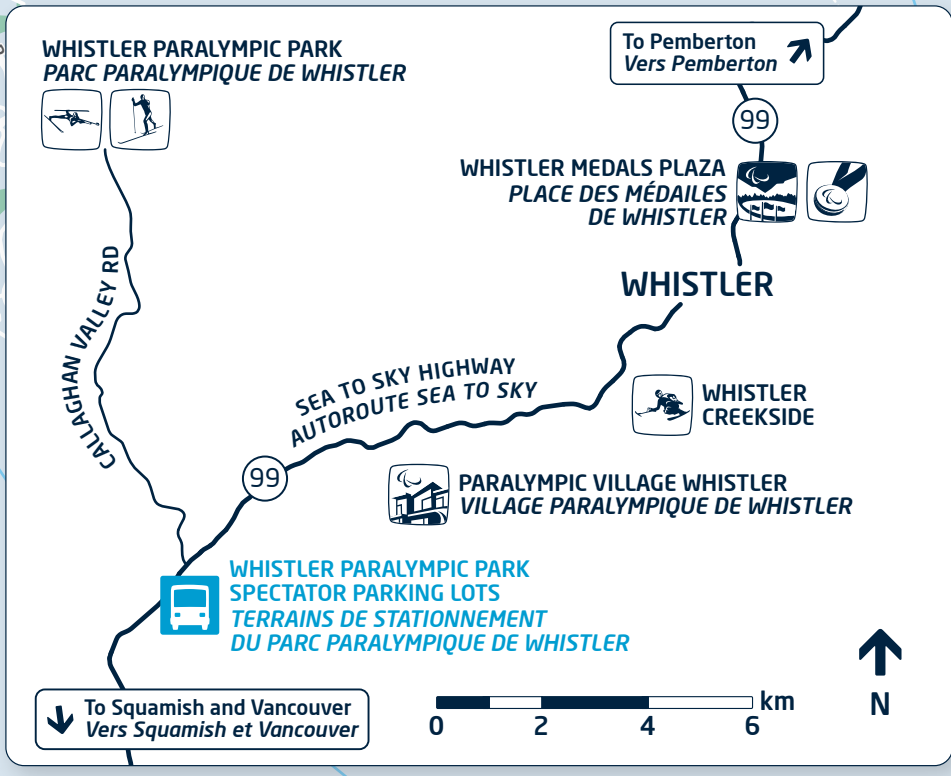 WHISTLER PARALYMPIC PARK
PARC PARALYMPIQUE DE WHISTLER
To Pemberton
Vers Pemberton
99
WHISTLER MEDALS PLAZA
PLACE DES MÉDAILES
DE WHISTLER
WHISTLER
CALLAGHAN VALLEY RD
SEA TO SKY HIGHWAY
AUTOROUTE SEA TO SKY
WHISTLER
CREEKSIDE
99
PARALYMPIC VILLAGE WHISTLER
VILLAGE PARALYMPIQUE DE WHISTLER
WHISTLER PARALYMPIC PARK
SPECTATOR PARKING LOTS
TERRAINS DE STATIONNEMENT
DU PARC PARALYMPIQUE DE WHISTLER
To Squamish and Vancouver
Vers Squamish et Vancouver
km
0 2 4 6
N